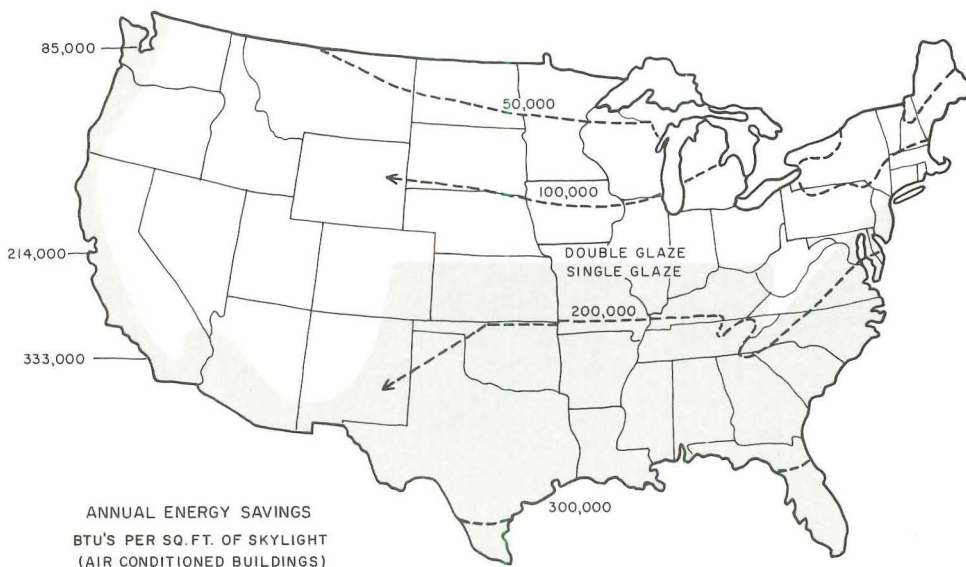 85,000
50,000
100,000
DOUBLE GLAZE
SINGLE GLAZE
214,000
200,000
333,000
300,000
ANNUAL ENERGY SAVINGS
BTU'S PER SQ. FT. OF SKYLIGHT
(AIR CONDITIONED BUILDINGS)